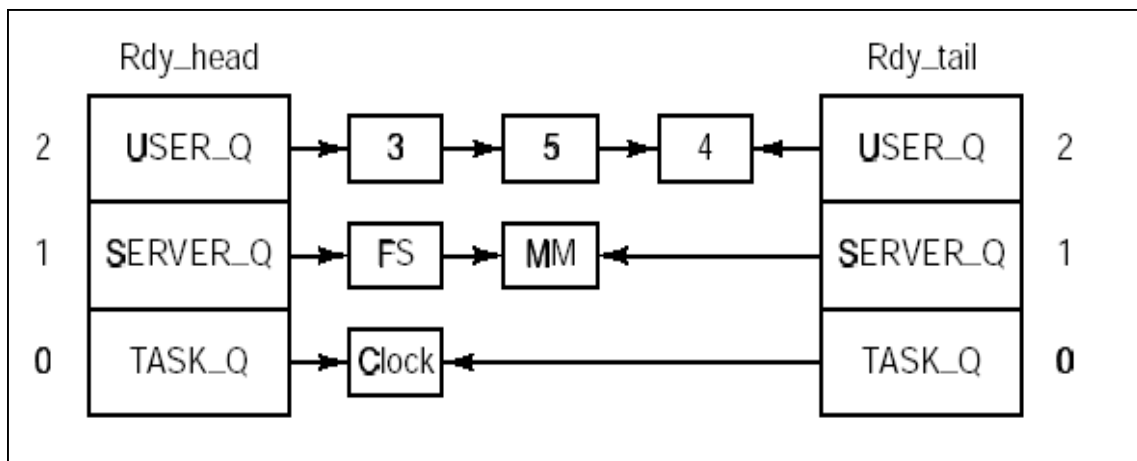 Rdy_head Rdy_tail
2 USER_Q 3 5 4 USER_Q 2
1 SERVER_Q FS MM SERVER_Q 1
0 TASK_Q Clock TASK_Q 0